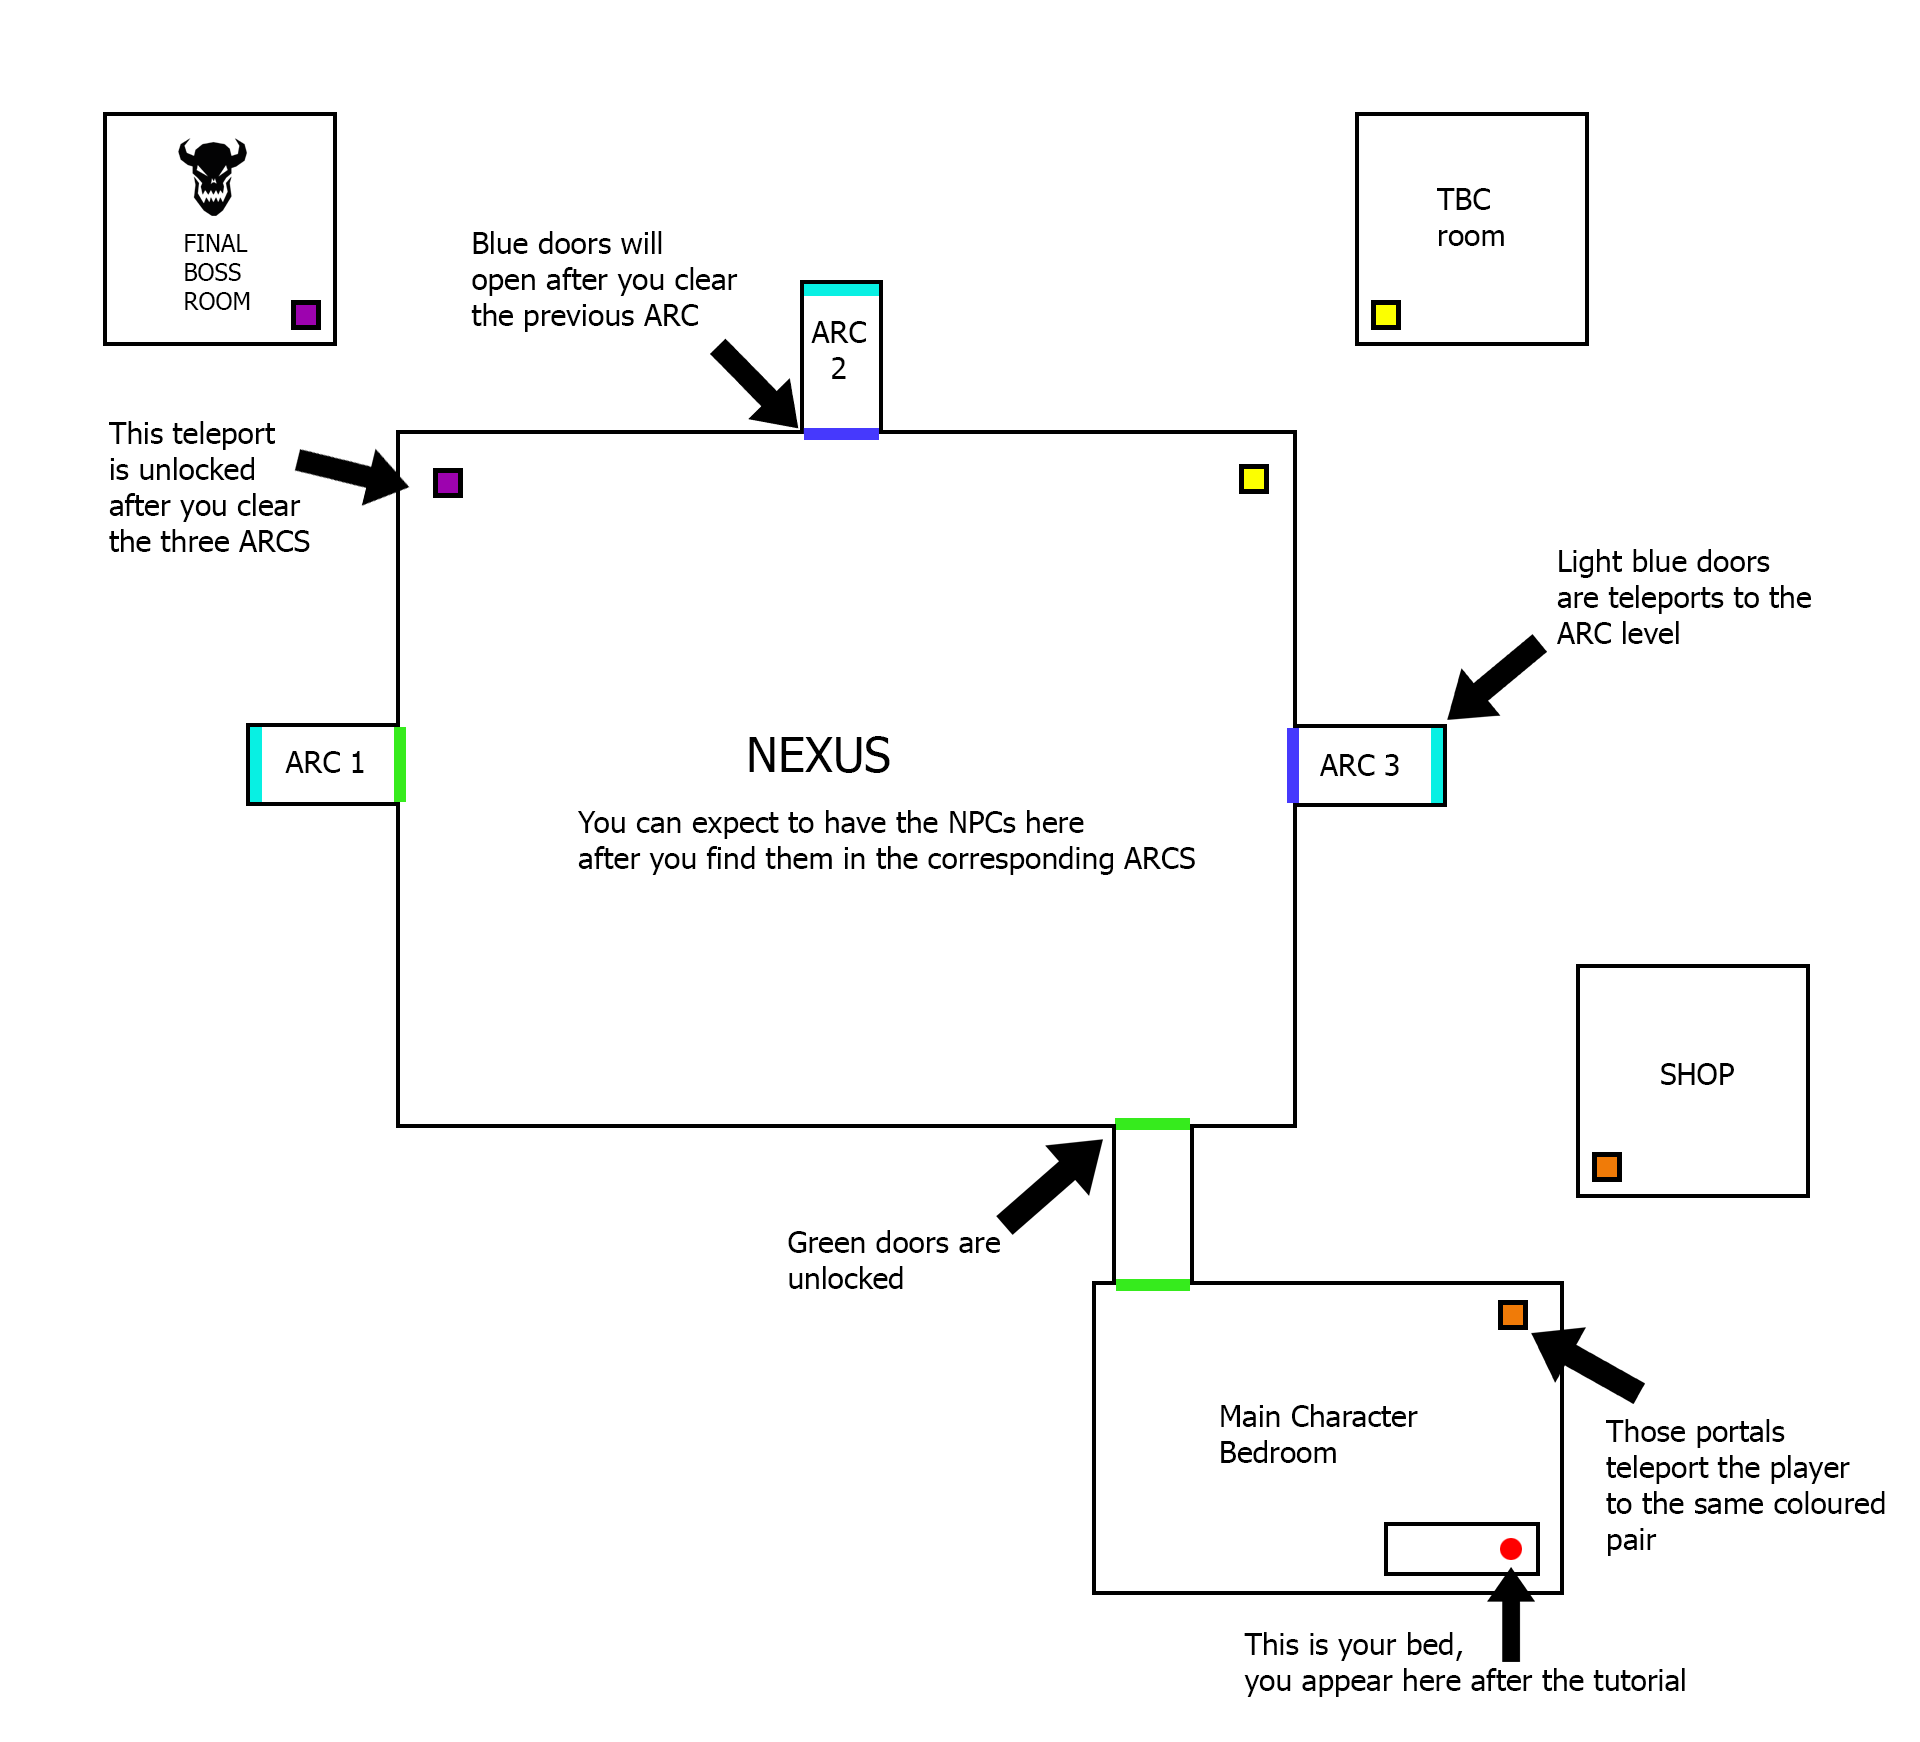 FINAL
BOSS
ROOM
TBC
room
Blue doors will
open after you clear
the previous ARC
ARC
2
This teleport
is unlocked
after you clear
the three ARCS
Light blue doors
are teleports to the
ARC level
ARC 1
NEXUS
ARC 3
You can expect to have the NPCs here
after you find them in the corresponding ARCS
SHOP
Green doors are
unlocked
Main Character
Bedroom
Those portals
teleport the player
to the same coloured
pair
This is your bed,
you appear here after the tutorial